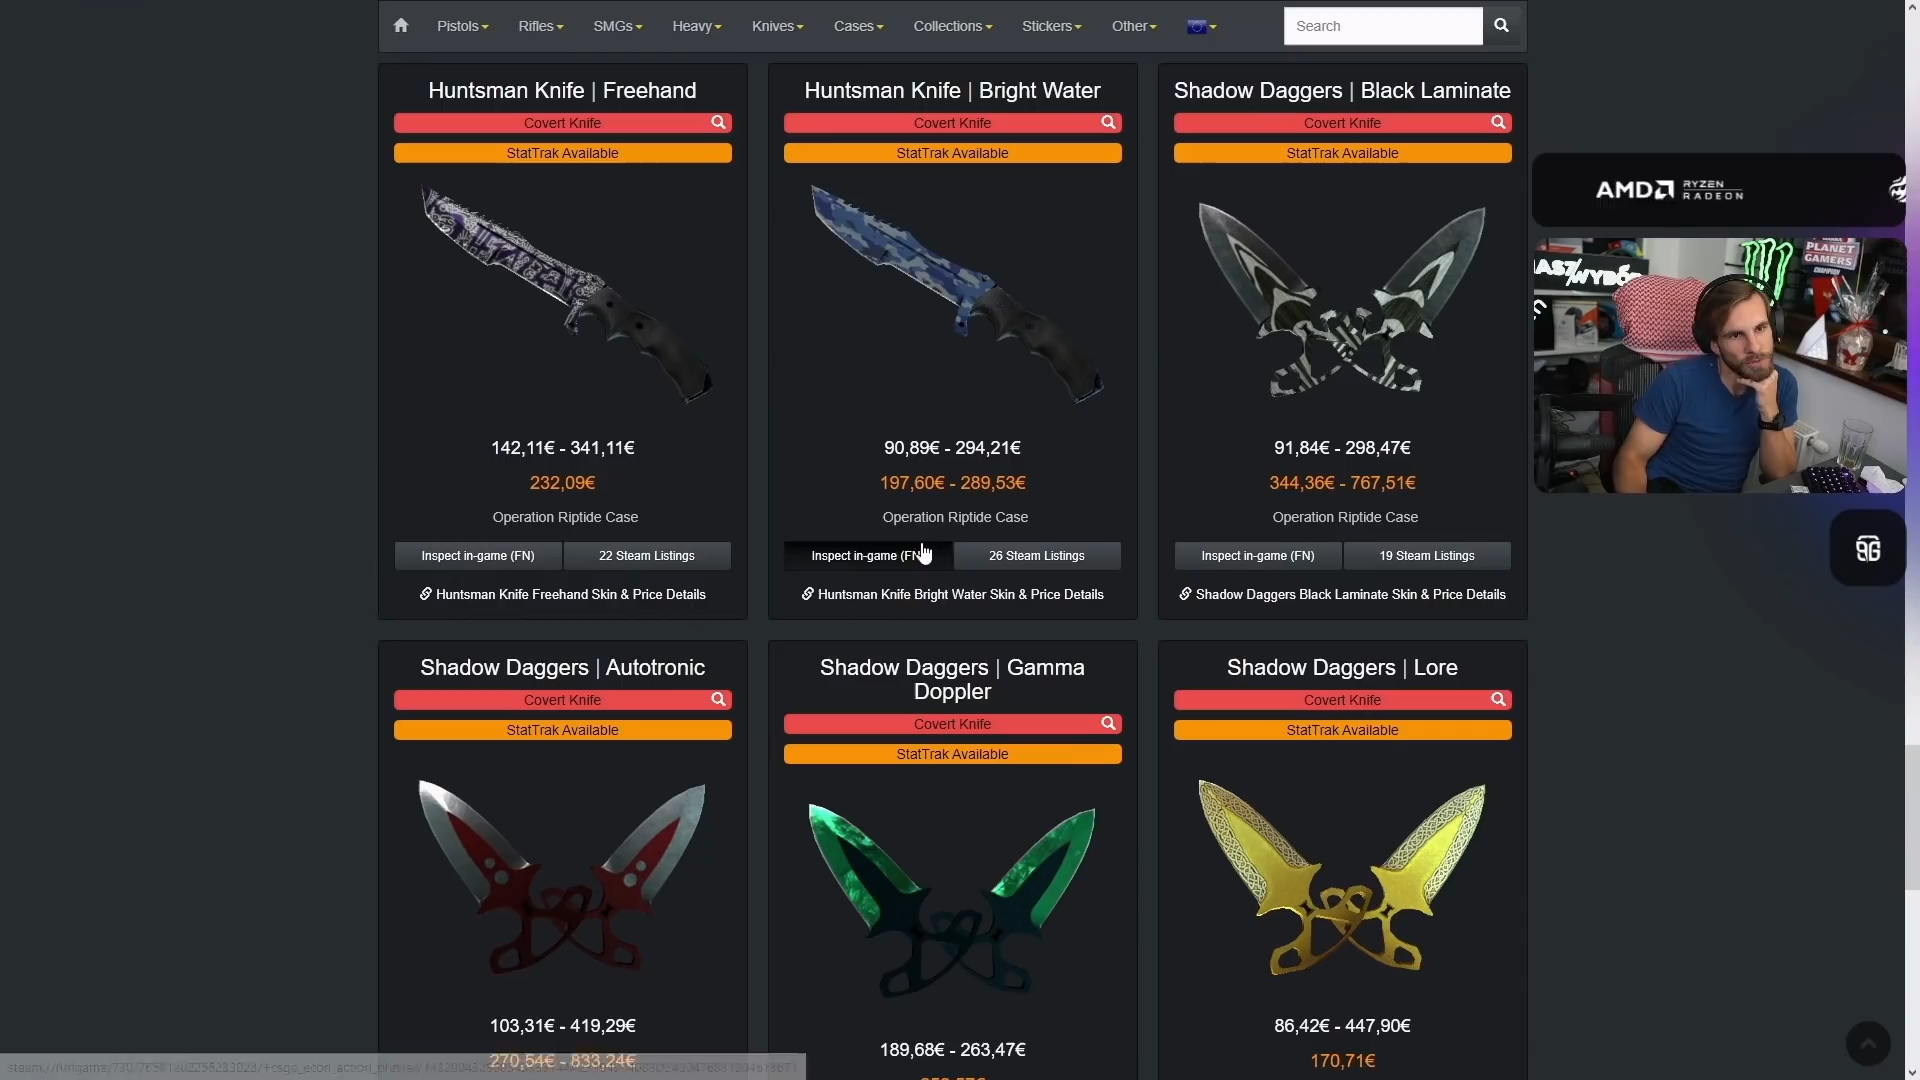 Pistols Rifles SMGs Heavy Knives Cases Collections Stickers Other Search
Huntsman Knife | Freehand
Covert Knife
StatTrak Available
142,11€ - 341,11€
232,09€
Operation Riptide Case
Inspect in-game (FN) 22 Steam Listings
Huntsman Knife Freehand Skin & Price Details
Huntsman Knife | Bright Water
Covert Knife
StatTrak Available
90,89€ - 294,21€
197,60€ - 289,53€
Operation Riptide Case
Inspect in-game (FN 26 Steam Listings
Huntsman Knife Bright Water Skin & Price Details
Shadow Daggers | Black Laminate
Covert Knife
StatTrak Available
91,84€ - 298,47€
344,36€ - 767,51€
Operation Riptide Case
Inspect in-game (FN) 19 Steam Listings
Shadow Daggers Black Laminate Skin & Price Details
AMD RYZEN
RADEON
PLANET
GAMERS
CHAMPION
Shadow Daggers | Autotronic
Covert Knife
StatTrak Available
103,31€ - 419,29€
270,54€ - 833,24€
Shadow Daggers | Gamma
Doppler
Covert Knife
StatTrak Available
189,68€ - 263,47€
Shadow Daggers | Lore
Covert Knife
StatTrak Available
86,42€ - 447,90€
170,71€